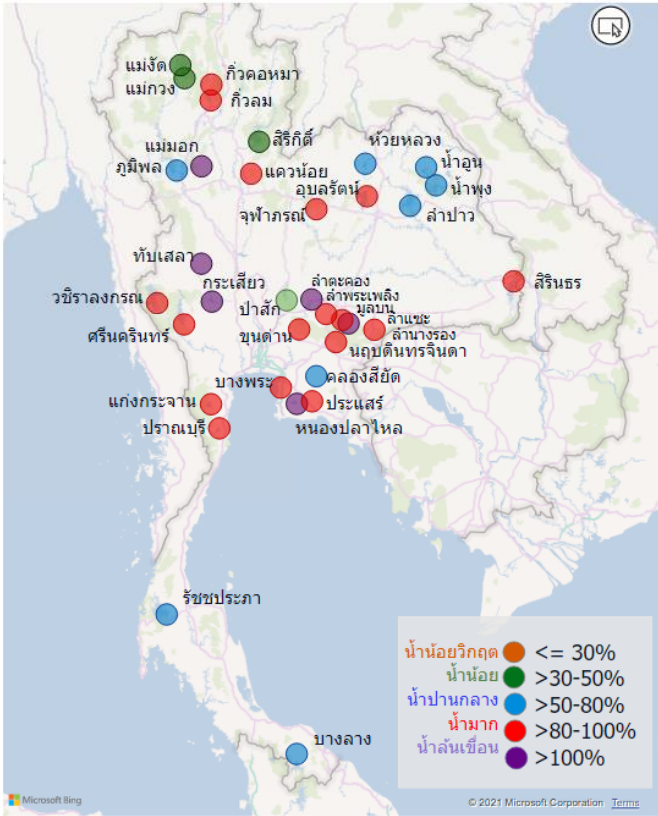 แม่งัด
กิ่วคอหมา
แม่กวง
กิ่วลม
สิริกิติ์
ห้วยหลวง
แม่มอก
ภูมิพล
แควน้อย
น้ำอูน
อุบลรัตน์
น้ำพุง
จุฬาภรณ์
ลำปาว
ทับเสลา
กระเสียว
ลำตะคอง
สิรินธร
วชิราลงกรณ
ป่าสัก
ลำพระเพลิง
มูลบน
ลำแชะ
ศรีนครินทร์
ขุนด่าน
ลำนางรอง
นฤบดินทรจินดา
บางพระ
คลองสียัด
แก่งกระจาน
ประแสร์
ปราณบุรี
หนองปลาไหล
รัชชประภา
น้ำน้อยวิกฤต <= 30%
น้ำน้อย >30-50%
น้ำปานกลาง >50-80%
น้ำมาก >80-100%
น้ำล้นเขื่อน >100%
บางลาง
Microsoft Bing
© 2021 Microsoft Corporation Terms